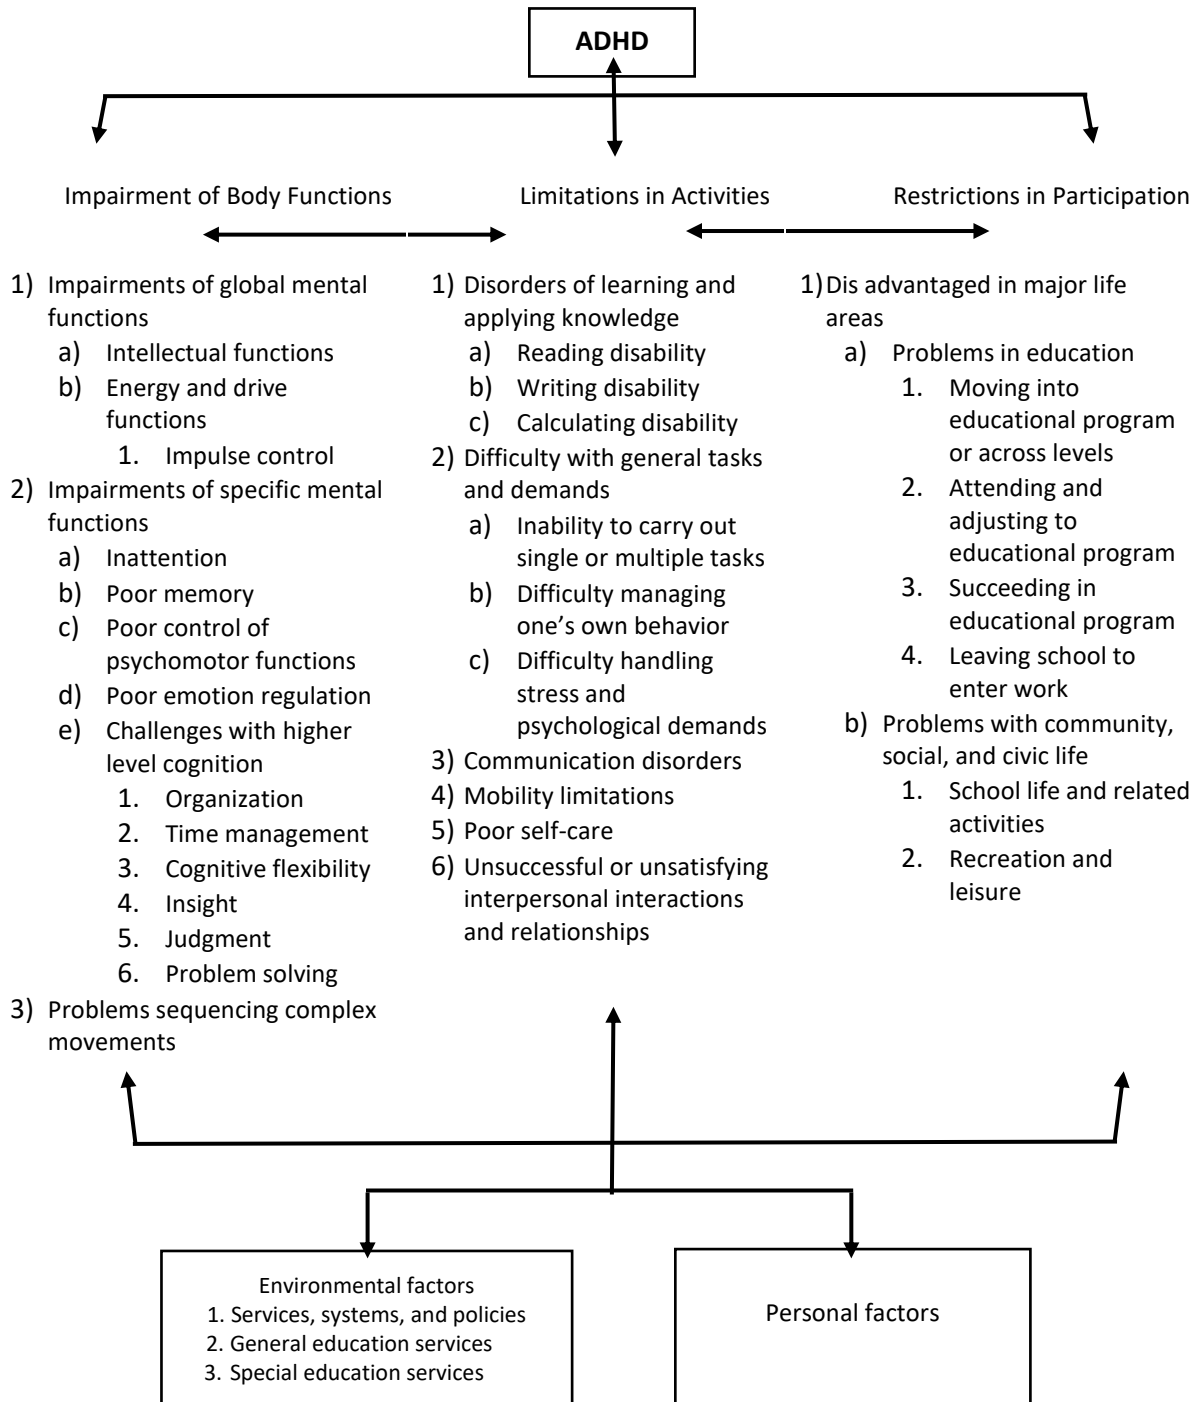 ADHD
Impairment of Body Functions
Limitations in Activities
Restrictions in Participation
1) Impairments of global mental
functions
a) Intellectual functions
b) Energy and drive
functions
1. Impulse control
2) Impairments of specific mental
functions
a) Inattention
b) Poor memory
c) Poor control of
psychomotor functions
d) Poor emotion regulation
e) Challenges with higher
level cognition
1. Organization
2. Time management
3. Cognitive flexibility
4. Insight
5. Judgment
6. Problem solving
3) Problems sequencing complex
movements
1) Disorders of learning and
applying knowledge
a) Reading disability
b) Writing disability
c) Calculating disability
2) Difficulty with general tasks
and demands
a) Inability to carry out
single or multiple tasks
b) Difficulty managing
one’s own behavior
c) Difficulty handling
stress and
psychological demands
3) Communication disorders
4) Mobility limitations
5) Poor self-care
6) Unsuccessful or unsatisfying
interpersonal interactions
and relationships
1) Dis advantaged in major life
areas
a) Problems in education
1. Moving into
educational program
or across levels
2. Attending and
adjusting to
educational program
3. Succeeding in
educational program
4. Leaving school to
enter work
b) Problems with community,
social, and civic life
1. School life and related
activities
2. Recreation and
leisure
Environmental factors
1. Services, systems, and policies
2. General education services
3. Special education services
Personal factors